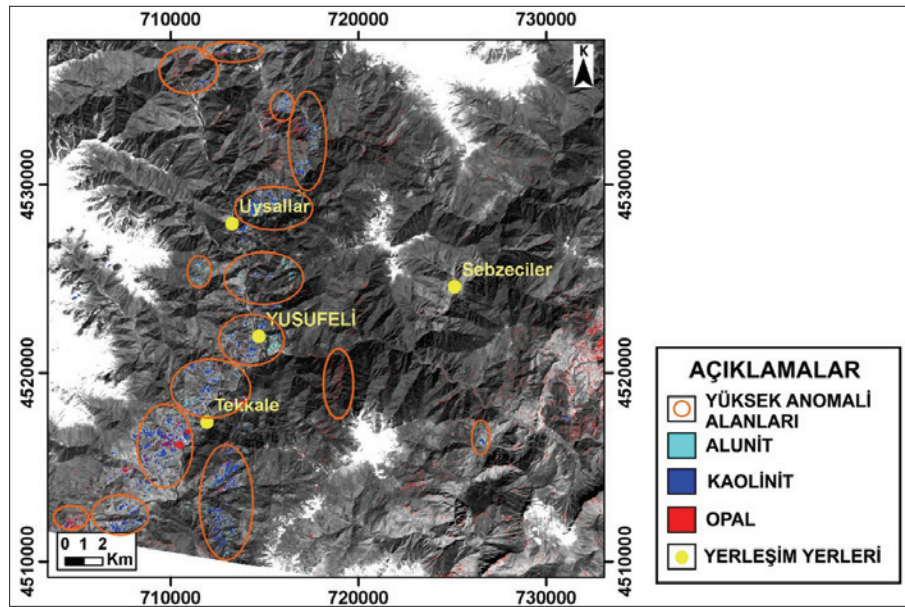 710000 720000 730000
K
4530000 4530000
Uysallar
Sebzeciler
YUSUFELİ
4520000 4520000
Tekkale
4510000 4510000
0 1 2
Km
710000 720000 730000
AÇIKLAMALAR
YÜKSEK ANOMALİ
ALANLARI
ALUNİT
KAOLİNİT
OPAL
YERLEŞİM YERLERİ